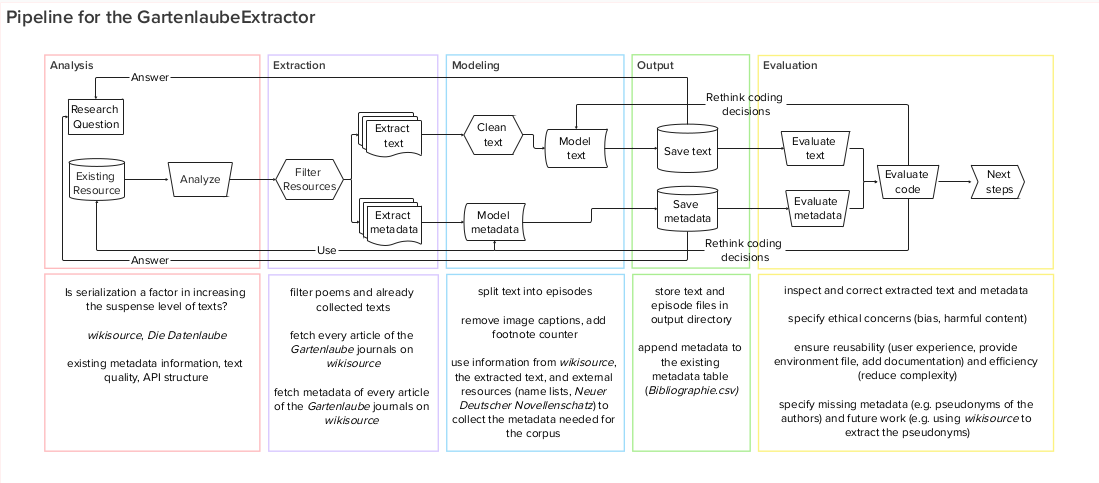 Pipeline for the GartenlaubeExtractor
Analysis
Extraction
Modeling
Output
Evaluation
Answer
Research
Question
Existing
Resource
Analyze
Filter
Resources
Extract
text
Extract
metadata
Clean
text
Model
text
Model
metadata
Save text
Save
metadata
Rethink coding
decisions
Evaluate
text
Evaluate
metadata
Evaluate
code
Next
steps
Use
Rethink coding
decisions
Answer
Is serialization a factor in increasing
the suspense level of texts?
wikisource, Die Datenlaube
existing metadata information, text
quality, API structure
filter poems and already
collected texts
fetch every article of the
Gartenlaube journals on
wikisource
fetch metadata of every article
of the Gartenlaube journals on
wikisource
split text into episodes
remove image captions, add
footnote counter
use information from wikisource,
the extracted text, and external
resources (name lists, Neuer
Deutscher Novellenschatz) to
collect the metadata needed for
the corpus
store text and
episode files in
output directory
append metadata to
the existing
metadata table
(Bibliographie.csv)
inspect and correct extracted text and metadata
specify ethical concerns (bias, harmful content)
ensure reusability (user experience, provide
environment file, add documentation) and efficiency
(reduce complexity)
specify missing metadata (e.g. pseudonyms of the
authors) and future work (e.g. using wikisource to
extract the pseudonyms)